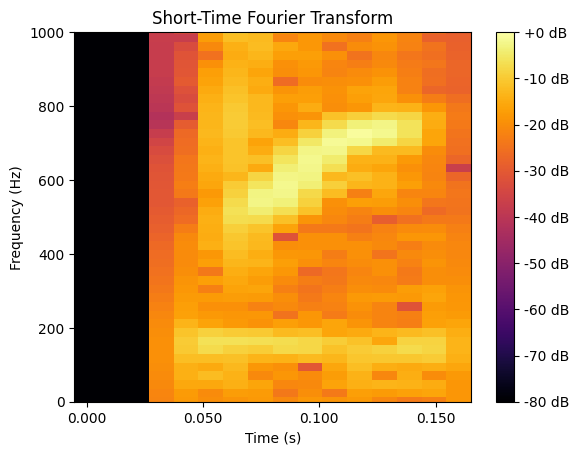 Short-Time Fourier Transform
Frequency (Hz)
1000
800
600
400
200
0
0.000
0.050
0.100
0.150
Time (s)
+0 dB
-10 dB
-20 dB
-30 dB
-40 dB
-50 dB
-60 dB
-70 dB
-80 dB